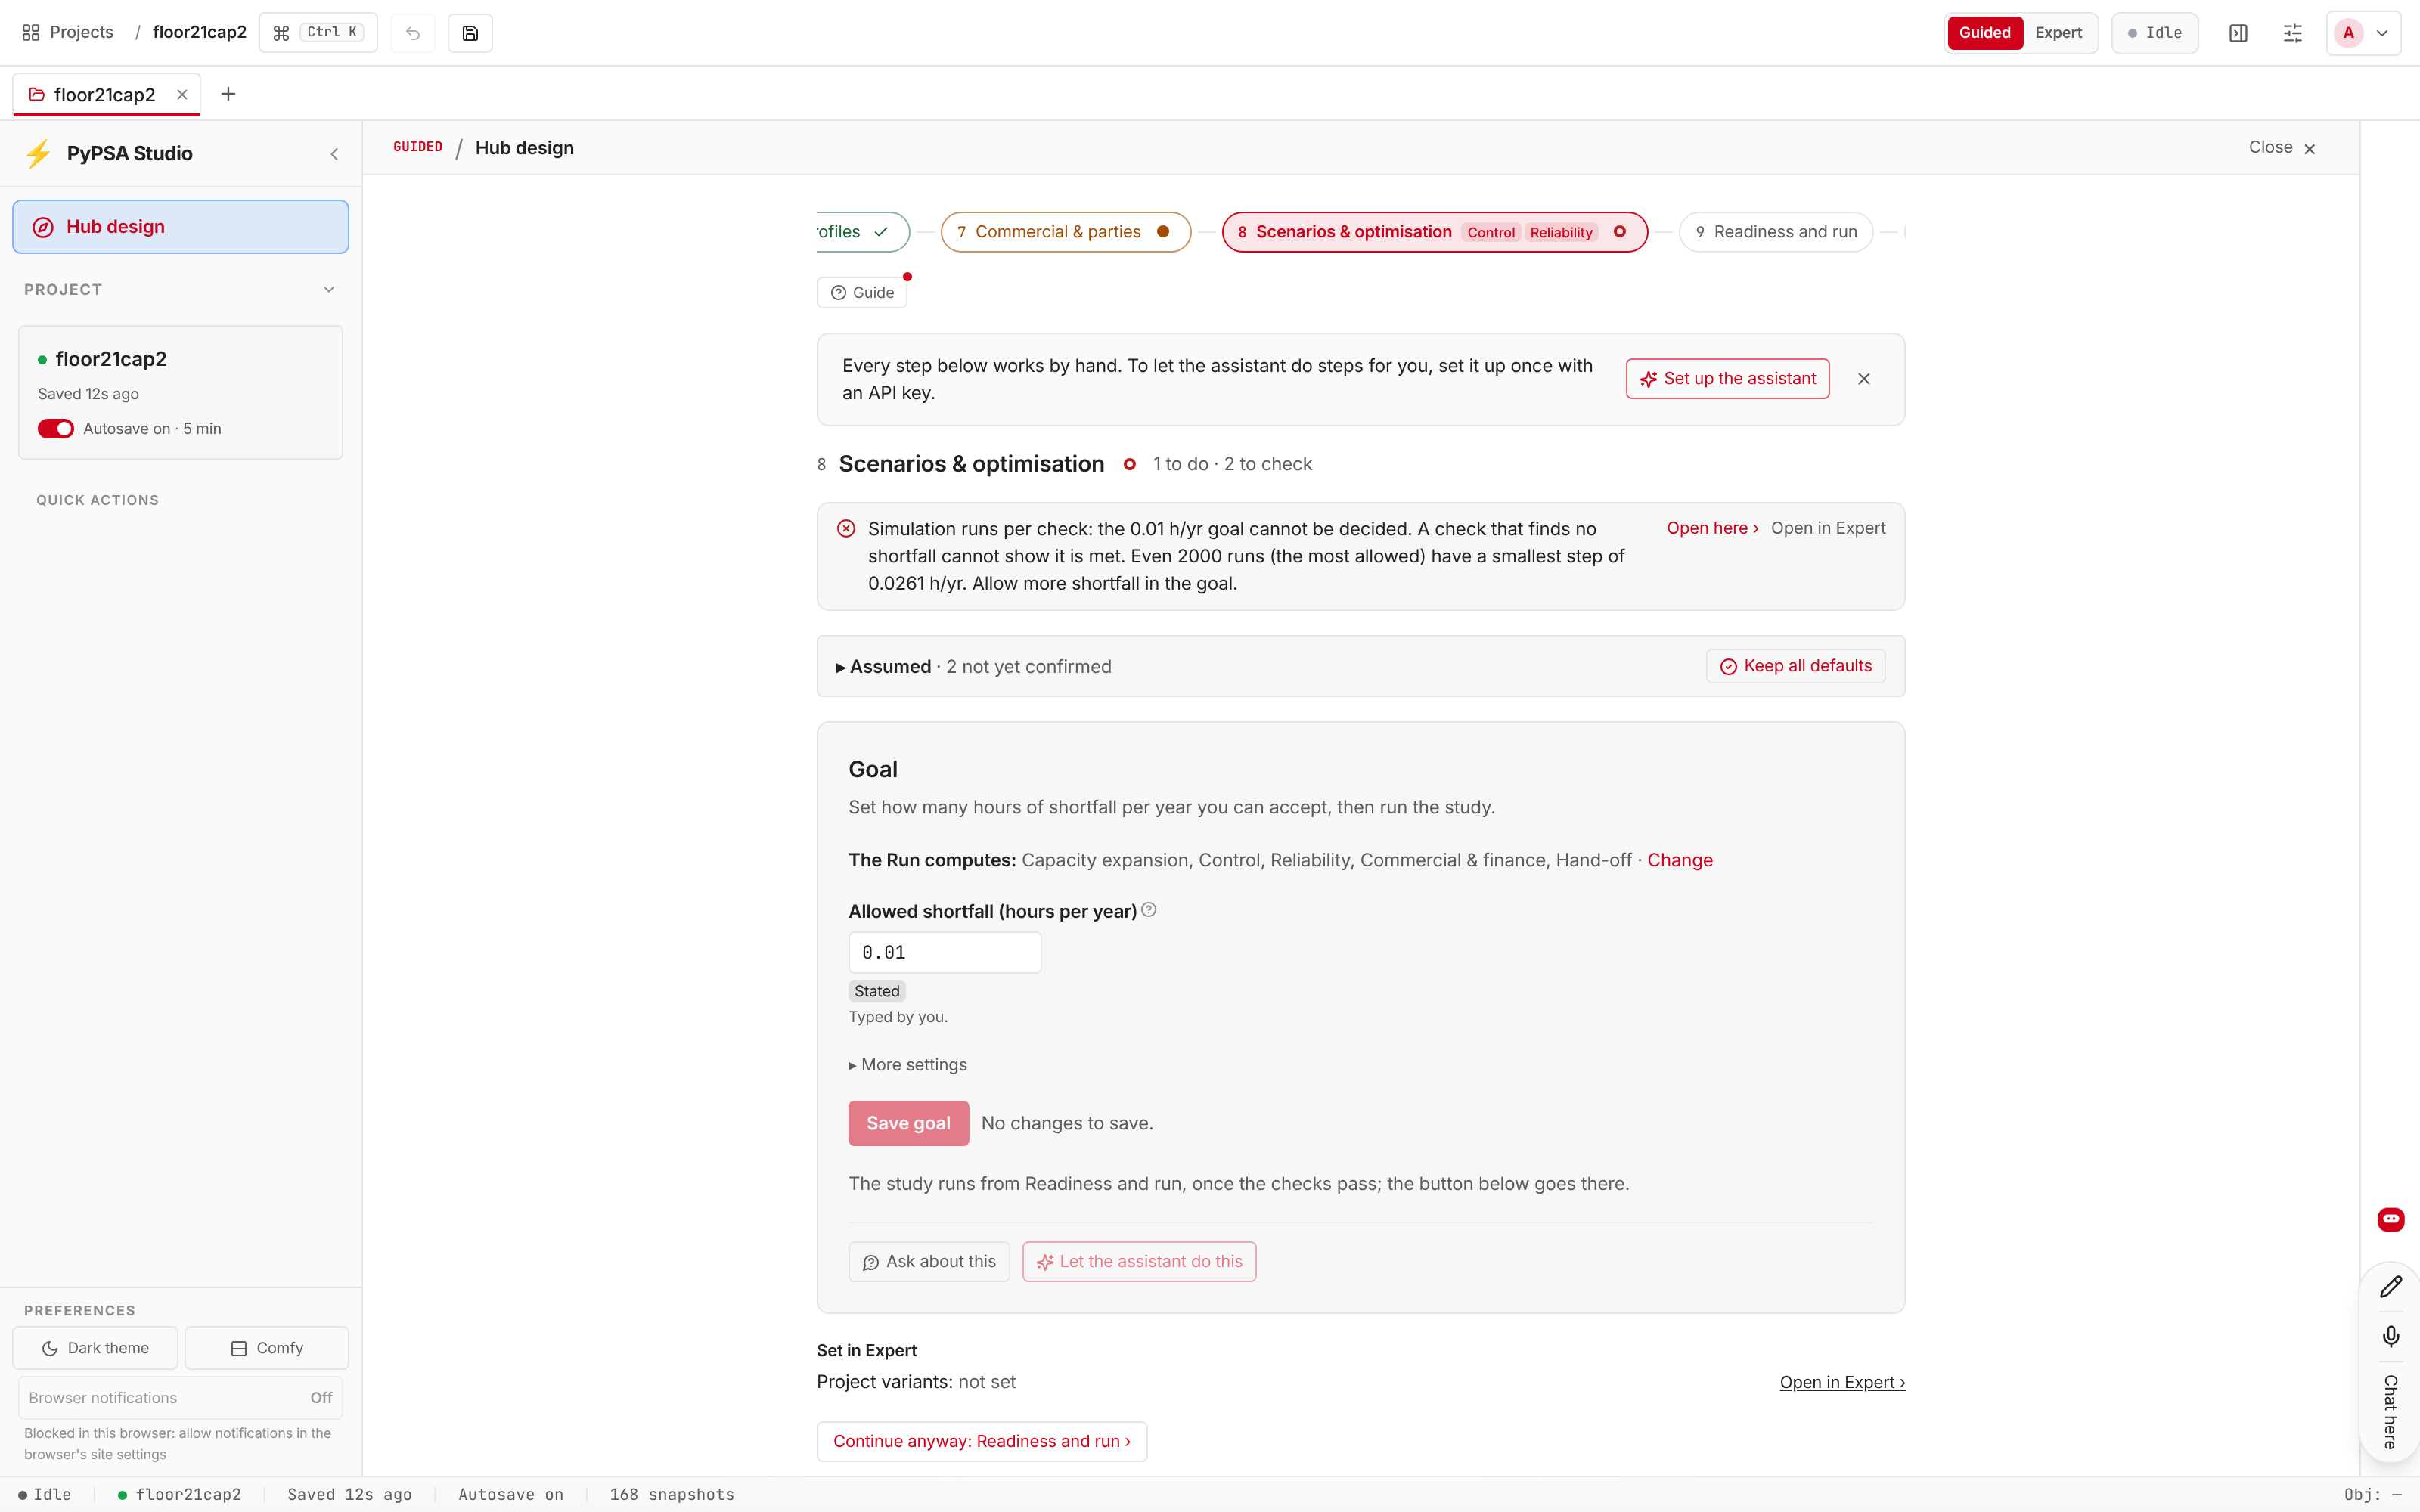 Projects / floor21cap2 Ctrl K
Guided Expert Idle A
floor21cap2
PyPSA Studio
GUIDED / Hub design
Close
Hub design
PROJECT
floor21cap2
Saved 12s ago
Autosave on · 5 min
QUICK ACTIONS
PREFERENCES
Dark theme Comfy
Browser notifications Off
Blocked in this browser: allow notifications in the
browser's site settings
ofiles
7 Commercial & parties
8 Scenarios & optimisation Control Reliability
9 Readiness and run
Guide
Every step below works by hand. To let the assistant do steps for you, set it up once with
an API key.
Set up the assistant
8 Scenarios & optimisation 1 to do · 2 to check
Simulation runs per check: the 0.01 h/yr goal cannot be decided. A check that finds no
shortfall cannot show it is met. Even 2000 runs (the most allowed) have a smallest step of
0.0261 h/yr. Allow more shortfall in the goal.
Open here › Open in Expert
▸ Assumed · 2 not yet confirmed
Keep all defaults
Goal
Set how many hours of shortfall per year you can accept, then run the study.
The Run computes: Capacity expansion, Control, Reliability, Commercial & finance, Hand-off · Change
Allowed shortfall (hours per year)
0.01
Stated
Typed by you.
▸ More settings
Save goal No changes to save.
The study runs from Readiness and run, once the checks pass; the button below goes there.
Ask about this Let the assistant do this
Set in Expert
Project variants: not set
Open in Expert ›
Continue anyway: Readiness and run ›
Chat here
Idle floor21cap2 Saved 12s ago Autosave on 168 snapshots Obj: —